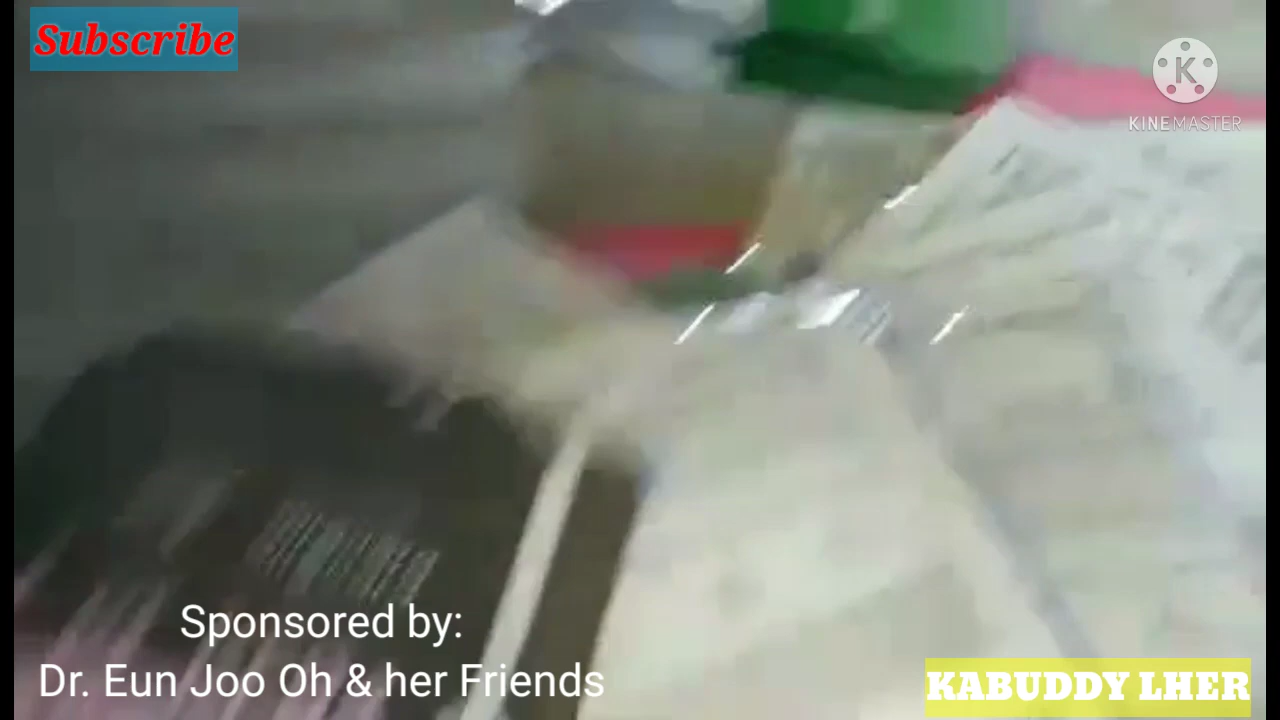 Subscribe
K
KINEMASTER
Sponsored by:
Dr. Eun Joo Oh & her Friends
KABUDDY LHER